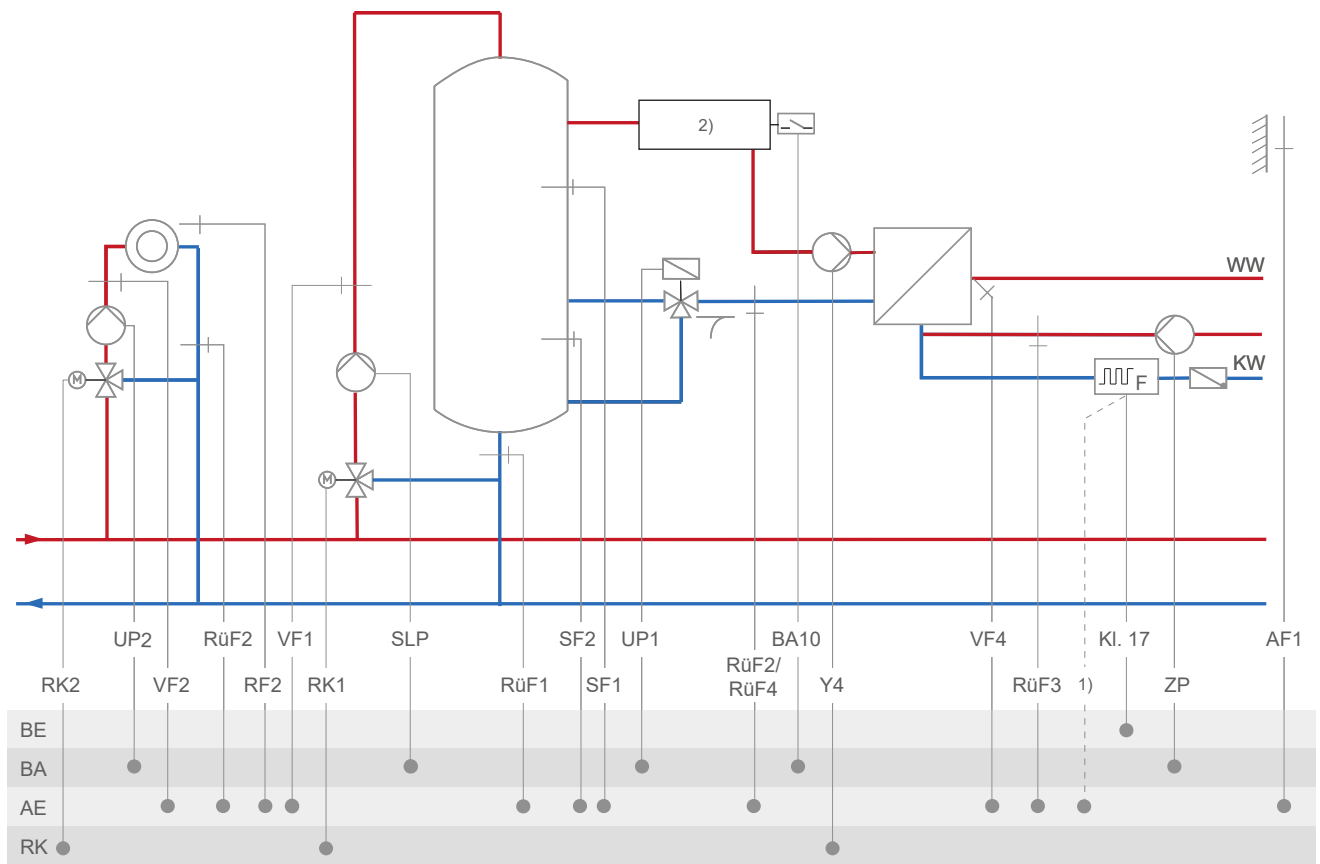 2)
WW
KW
F
M
M
UP2
RüF2
VF1
SLP
SF2
UP1
BA10
VF4
Kl. 17
AF1
RK2
VF2
RF2
RK1
RüF1
SF1
RüF2/
RüF4
Y4
RüF3
1)
ZP
BE
BA
AE
RK